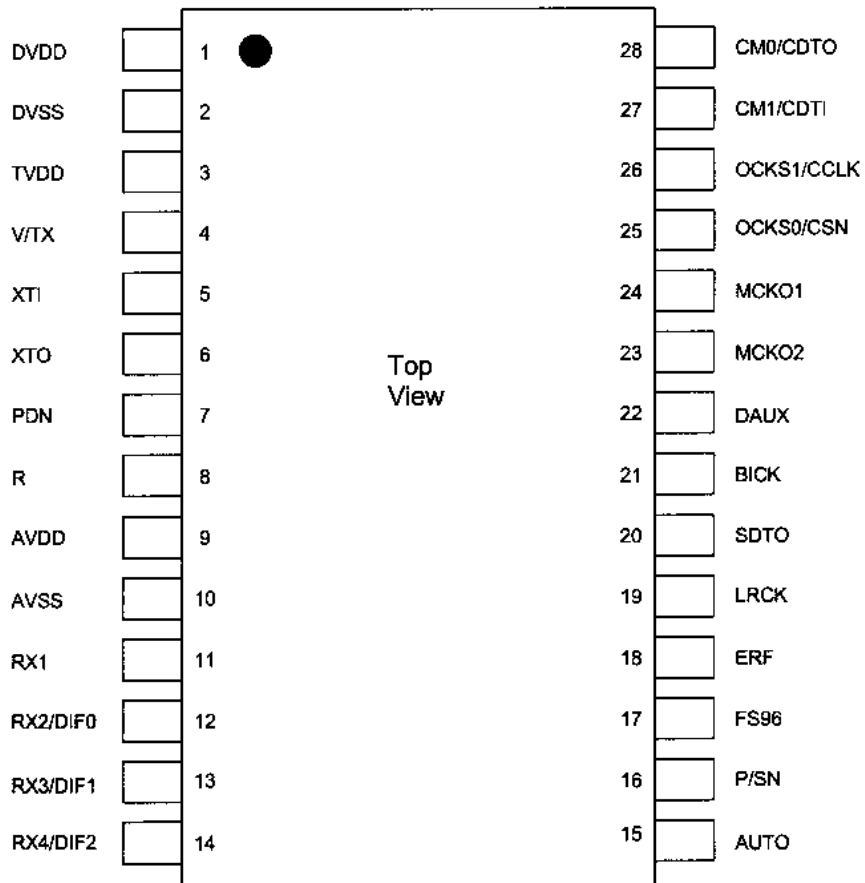 DVDD 1 28 CM0/CDTO
DVSS 2 27 CM1/CDTI
TVDD 3 26 OCKS1/CCLK
V/TX 4 25 OCKS0/CSN
XTI 5 24 MCKO1
XTO 6 23 MCKO2
Top
View
PDN 7 22 DAUX
R 8 21 BICK
AVDD 9 20 SDTO
AVSS 10 19 LRCK
RX1 11 18 ERF
RX2/DIF0 12 17 FS96
RX3/DIF1 13 16 P/SN
RX4/DIF2 14 15 AUTO